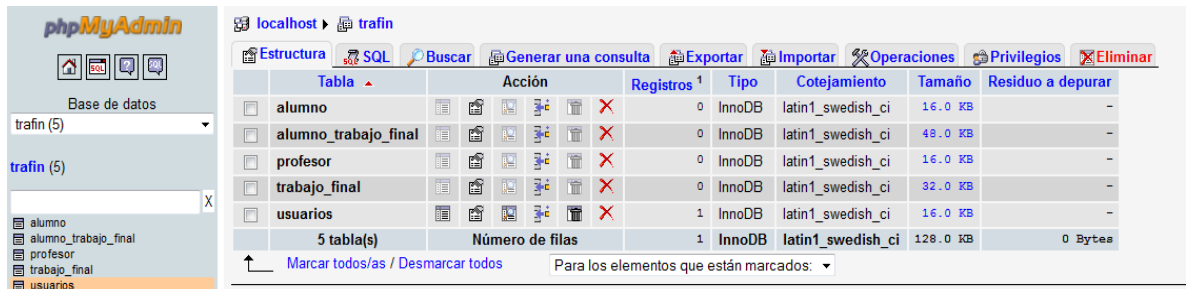 phpMyAdmin
SQL
Base de datos
trafin (5)
trafin (5)
X
alumno
alumno_trabajo_final
profesor
trabajo_final
usuarios
localhost trafin
Estructura SQL Buscar Generar una consulta Exportar Importar Operaciones Privilegios Eliminar
Tabla Acción Registros 1 Tipo Cotejamiento Tamaño Residuo a depurar
alumno 0 InnoDB latin1_swedish_ci 16.0 KB -
alumno_trabajo_final 0 InnoDB latin1_swedish_ci 48.0 KB -
profesor 0 InnoDB latin1_swedish_ci 16.0 KB -
trabajo_final 0 InnoDB latin1_swedish_ci 32.0 KB -
usuarios 1 InnoDB latin1_swedish_ci 16.0 KB -
5 tabla(s) Número de filas 1 InnoDB latin1_swedish_ci 128.0 KB 0 Bytes
Marcar todos/as / Desmarcar todos Para los elementos que están marcados: